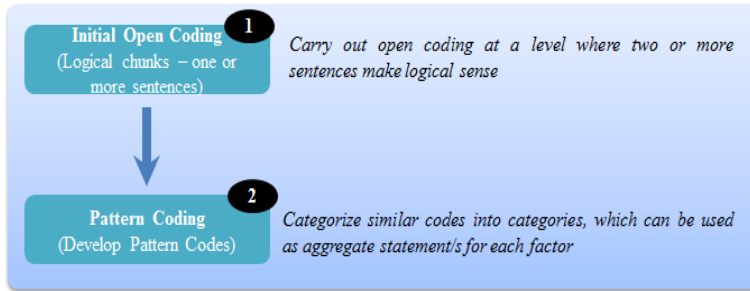 Initial Open Coding
1
(Logical chunks – one or
more sentences)
Carry out open coding at a level where two or more
sentences make logical sense
2
Pattern Coding
(Develop Pattern Codes)
Categorize similar codes into categories, which can be used
as aggregate statement/s for each factor